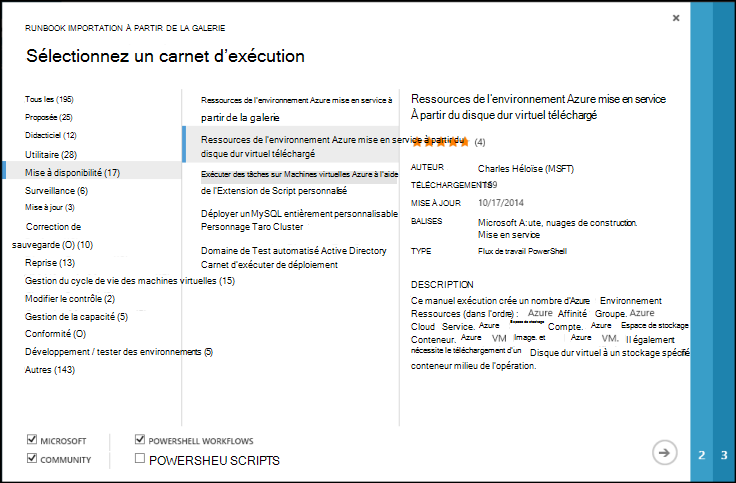 RUNBOOK IMPORTATION À PARTIR DE LA GALERIE
Sélectionnez un carnet d'exécution
Tous les (195)
Proposée (25)
Didacticiel (12)
Utilitaire (28)
Mise à disponibilité (17)
Surveillance (6)
Mise à jour (3)
Correction de
sauvegarde (O) (10)
Reprise (13)
Gestion du cycle de vie des machines virtuelles (15)
Modifier le contrôle (2)
Gestion de la capacité (5)
Conformité (O)
Développement / tester des environnements (5)
Autres (143)
Ressources de l'environnement Azure mise en service à
partir de la galerie
Ressources de l'environnement Azure mise en service à partir du
disque dur virtuel téléchargé
Exécuter des tâches sur Machines virtuelles Azure à l'aide
de l'Extension de Script personnalisé
Déployer un MySQL entièrement personnalisable
Personnage Taro Cluster
Domaine de Test automatisé Active Directory
Carnet d'exécuter de déploiement
Ressources de l'environnement Azure mise en service
À partir du disque dur virtuel téléchargé
(4)
AUTEUR Charles Héloïse (MSFT)
TÉLÉCHARGEMENTS
MISE À JOUR 10/17/2014
BALISES Microsoft A:ute, nuages de construction.
Mise en service
TYPE Flux de travail PowerShell
DESCRIPTION
Ce manuel exécution crée un nombre d'Azure Environnement
Ressources (dans l'ordre) : Azure Affinité Groupe. Azure
Cloud Service. Azure Espace de stockage Compte. Azure Espace de stockage
Conteneur. Azure VM Image. et Azure VM. Il également
nécessite le téléchargement d'un Disque dur virtuel à un stockage spécifié
conteneur milieu de l'opération.
MICROSOFT
POWERSHELL WORKFLOWS
COMMUNITY
POWERSHEU SCRIPTS
2 3